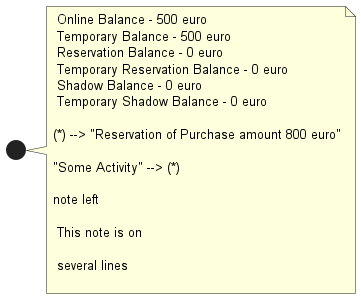 Online Balance - 500 euro
Temporary Balance - 500 euro
Reservation Balance - 0 euro
Temporary Reservation Balance - 0 euro
Shadow Balance - 0 euro
Temporary Shadow Balance - 0 euro
(*) --> "Reservation of Purchase amount 800 euro"
"Some Activity" --> (*)
note left
This note is on
several lines